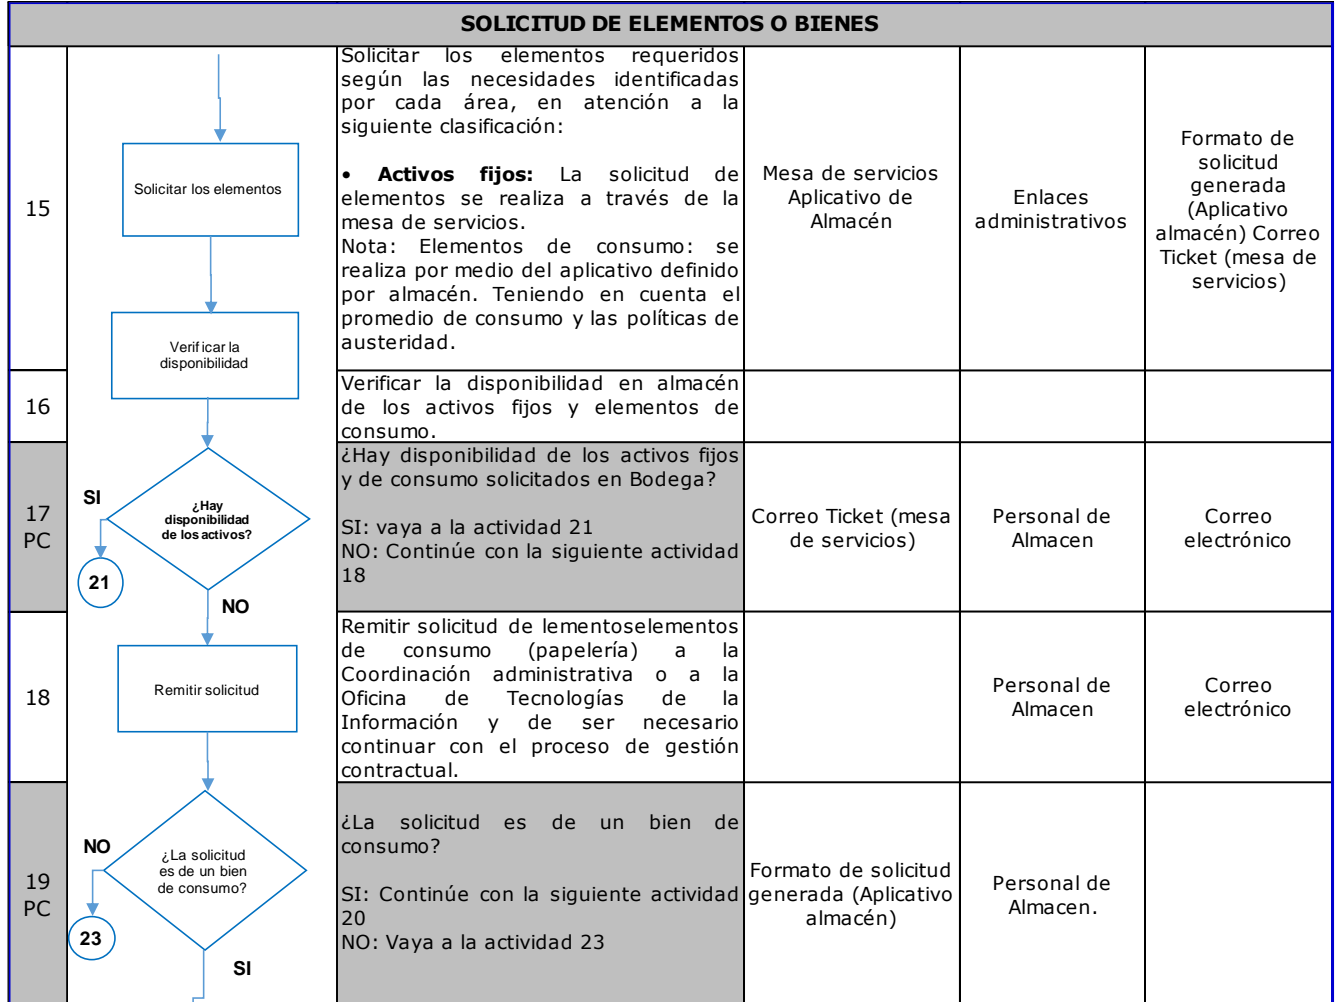 SOLICITUD DE ELEMENTOS O BIENES
15
Solicitar los elementos
Verificar la
disponibilidad
Solicitar los elementos requeridos
según las necesidades identificadas
por cada área, en atención a la
siguiente clasificación:
• Activos fijos: La solicitud de
elementos se realiza a través de la
mesa de servicios.
Nota: Elementos de consumo: se
realiza por medio del aplicativo definido
por almacén. Teniendo en cuenta el
promedio de consumo y las políticas de
austeridad.
Mesa de servicios
Aplicativo de
Almacén
Enlaces
administrativos
Formato de
solicitud
generada
(Aplicativo
almacén) Correo
Ticket (mesa de
servicios)
16
Verificar la disponibilidad en almacén
de los activos fijos y elementos de
consumo.
17
PC
SI
¿Hay
disponibilidad
de los activos?
21
NO
¿Hay disponibilidad de los activos fijos
y de consumo solicitados en Bodega?
SI: vaya a la actividad 21
NO: Continúe con la siguiente actividad
18
Correo Ticket (mesa
de servicios)
Personal de
Almacen
Correo
electrónico
18
Remitir solicitud
Remitir solicitud de lementoselementos
de consumo (papelería) a la
Coordinación administrativa o a la
Oficina de Tecnologías de la
Información y de ser necesario
continuar con el proceso de gestión
contractual.
Personal de
Almacen
Correo
electrónico
19
PC
NO
¿La solicitud
es de un bien
de consumo?
23
SI
¿La solicitud es de un bien de
consumo?
SI: Continúe con la siguiente actividad
20
NO: Vaya a la actividad 23
Formato de solicitud
generada (Aplicativo
almacén)
Personal de
Almacen.